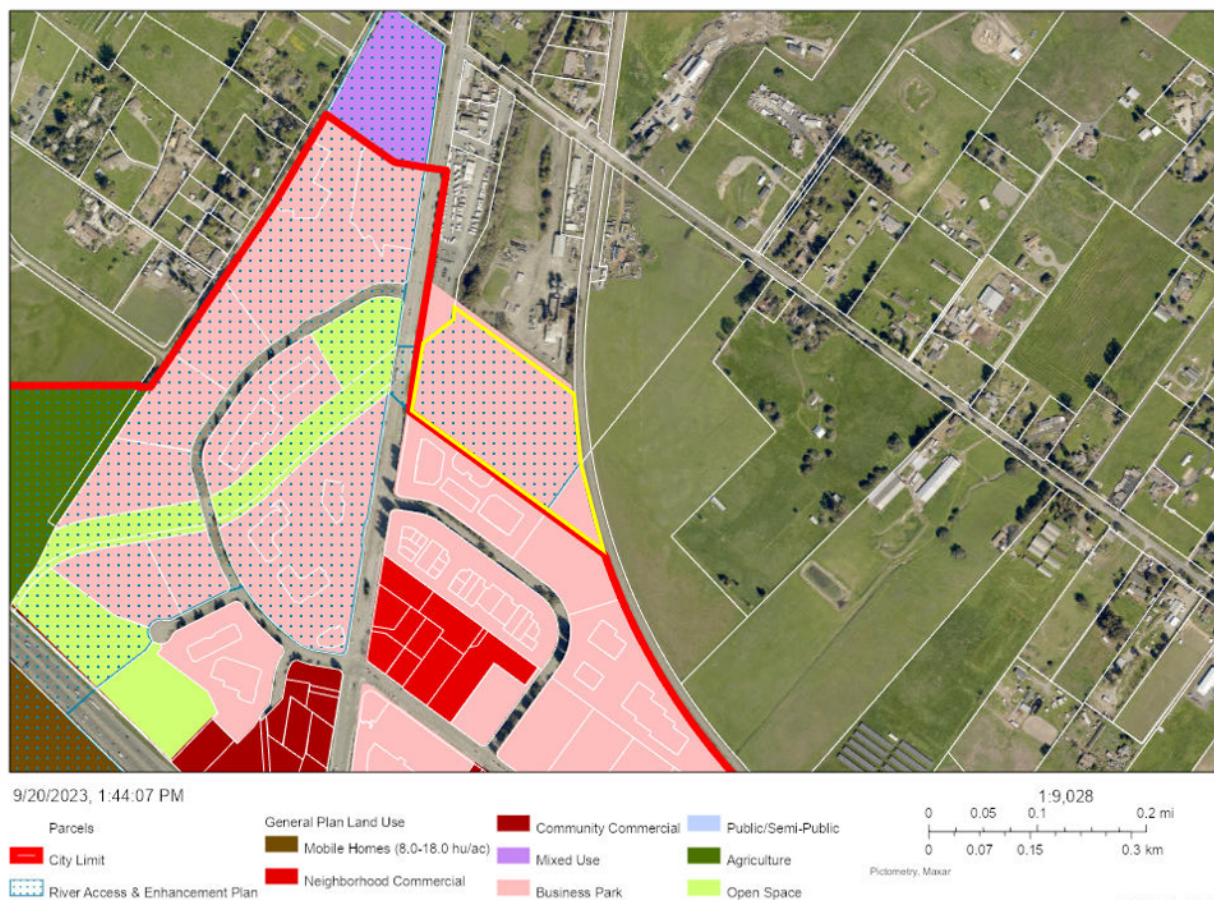 9/20/2023, 1:44:07 PM
1:9,028
0 0.05 0.1 0.2 mi
0 0.07 0.15 0.3 km
Parcels
City Limit
River Access & Enhancement Plan
General Plan Land Use
Mobile Homes (8.0-18.0 hu/ac)
Neighborhood Commercial
Community Commercial
Mixed Use
Business Park
Public/Semi-Public
Agriculture
Open Space
Pictometry, Maxar